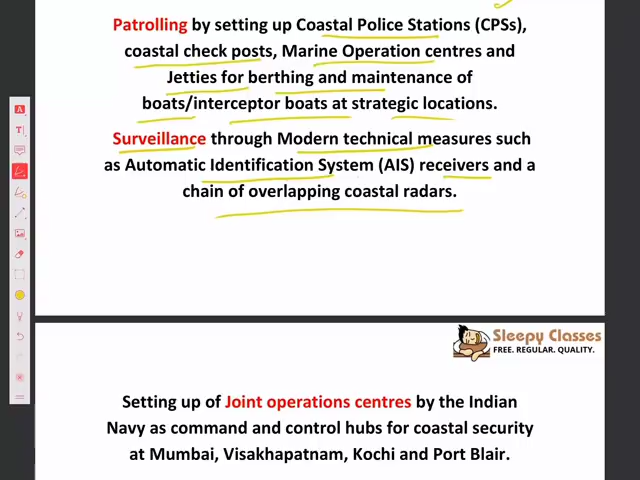 Patrolling by setting up Coastal Police Stations (CPSs),
coastal check posts, Marine Operation centres and
Jetties for berthing and maintenance of
boats/interceptor boats at strategic locations.
Surveillance through Modern technical measures such
as Automatic Identification System (AIS) receivers and a
chain of overlapping coastal radars.
Sleepy Classes
FREE. REGULAR. QUALITY.
Setting up of Joint operations centres by the Indian
Navy as command and control hubs for coastal security
at Mumbai, Visakhapatnam, Kochi and Port Blair.